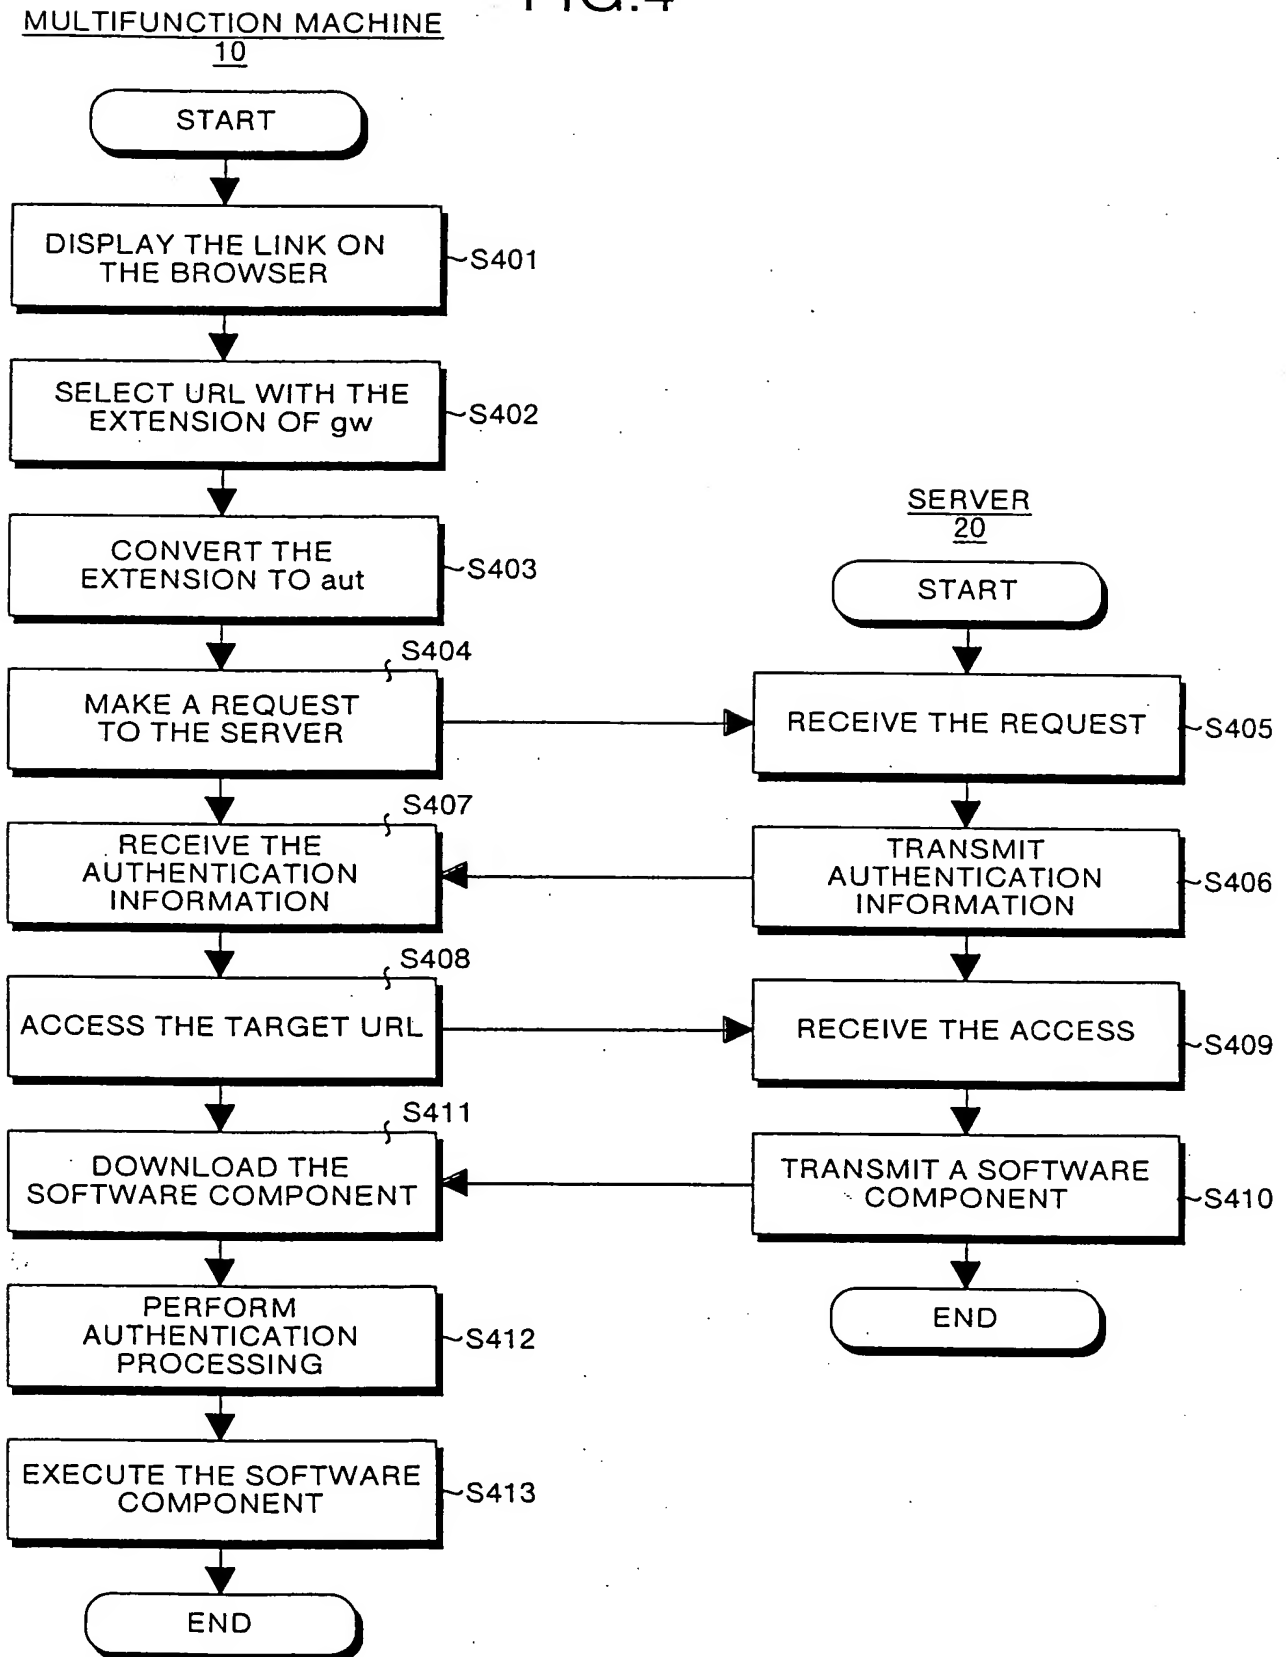 FIG.4
MULTIFUNCTION MACHINE
10
START
DISPLAY THE LINK ON
THE BROWSER
S401
SELECT URL WITH THE
EXTENSION OF gw
S402
CONVERT THE
EXTENSION TO aut
S403
SERVER
20
START
S404
MAKE A REQUEST
TO THE SERVER
RECEIVE THE REQUEST
S405
S407
RECEIVE THE
AUTHENTICATION
INFORMATION
TRANSMIT
AUTHENTICATION
INFORMATION
S406
S408
ACCESS THE TARGET URL
RECEIVE THE ACCESS
S409
S411
DOWNLOAD THE
SOFTWARE COMPONENT
TRANSMIT A SOFTWARE
COMPONENT
S410
PERFORM
AUTHENTICATION
PROCESSING
S412
END
EXECUTE THE SOFTWARE
COMPONENT
S413
END